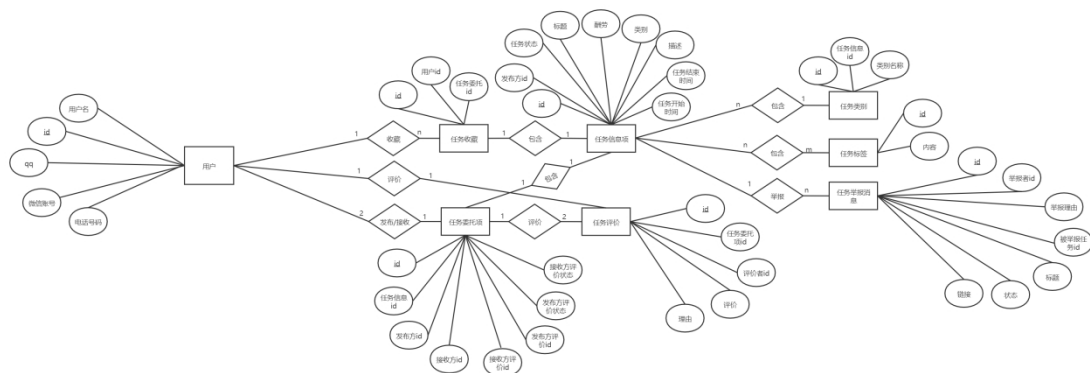 标题
酬劳
类别
任务状态
描述
发布方id
任务结束
时间
id
任务开始
时间
用户id
任务委托
id
id
任务信息
id
id
类别名称
用户名
id
qq
微信账号
电话号码
用户
1
收藏
n
任务收藏
1
包含
1
任务信息项
n
包含
1
任务类别
n
包含
m
任务标签
id
内容
1
举报
n
任务举报消
息
id
举报者id
举报理由
被举报任
务id
标题
状态
链接
1
评价
1
1
包含
1
2
发布/接收
1
任务委托项
1
评价
2
任务评价
id
任务委托
项id
评价者id
评价
理由
id
任务信息
id
发布方id
接收方id
接收方评
价id
发布方评
价id
发布方评
价状态
接收方评
价状态